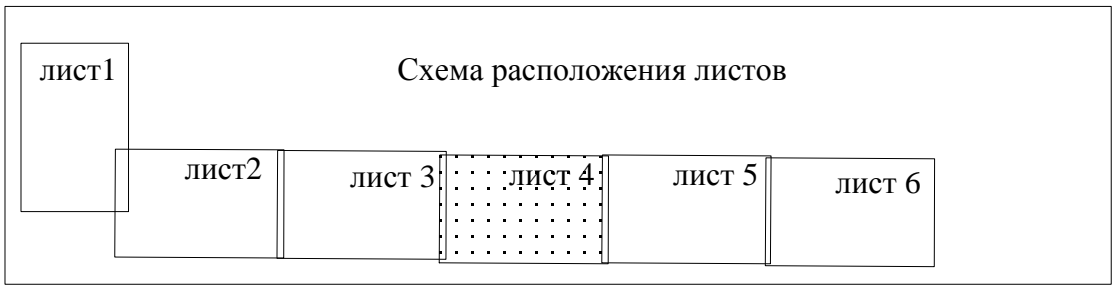 Схема расположения листов
лист1
лист2
лист 3
лист 4
лист 5
лист 6